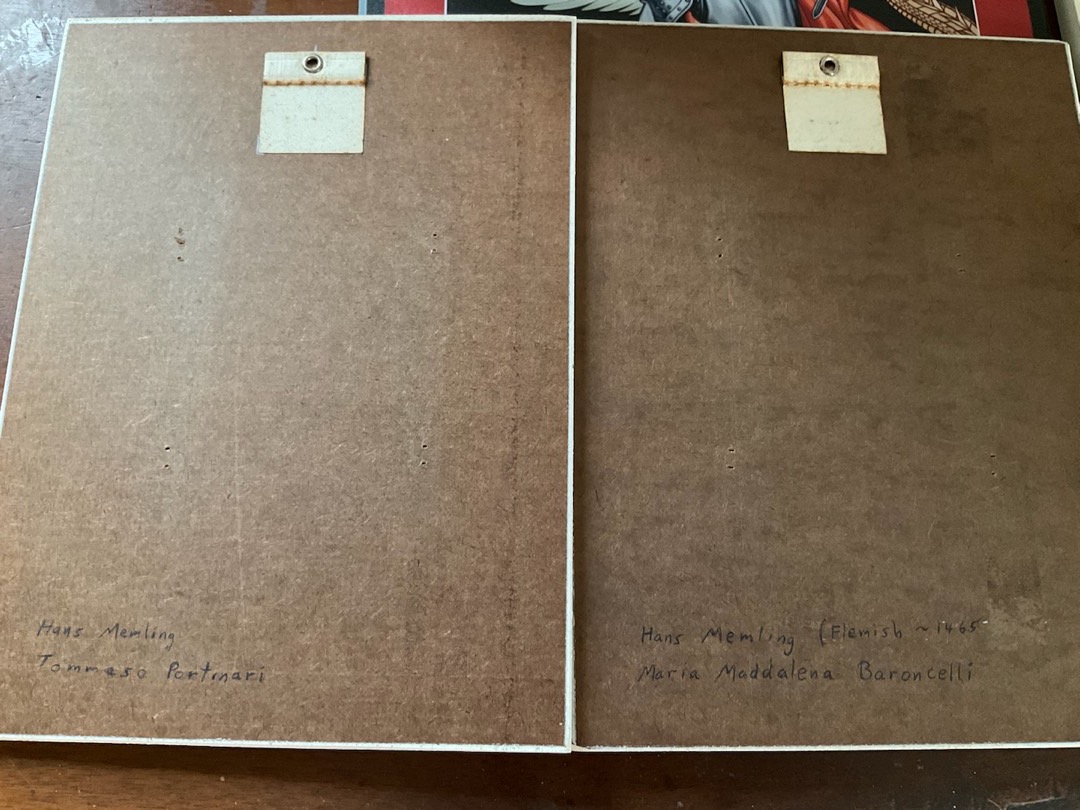 Hans Memling
Tommaso Portinari
Hans Memling (Flemish ~1465
Maria Maddalena Baroncelli